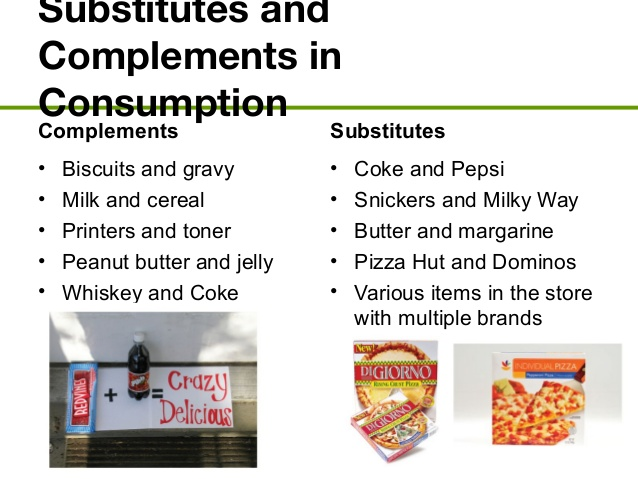 Substitutes and
Complements in
Consumption
Complements
• Biscuits and gravy
• Milk and cereal
• Printers and toner
• Peanut butter and jelly
• Whiskey and Coke
REDVINES
+
=
Crazy
Delicious
Substitutes
• Coke and Pepsi
• Snickers and Milky Way
• Butter and margarine
• Pizza Hut and Dominos
• Various items in the store
with multiple brands
New!
DIGIORNO
RISING CRUST PIZZA
DIGIORNO
INDIVIDUAL PIZZA